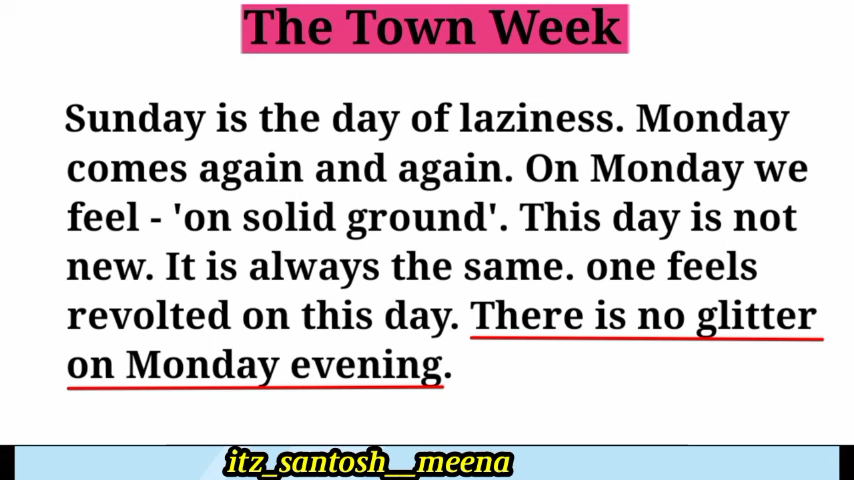 The Town Week
Sunday is the day of laziness. Monday
comes again and again. On Monday we
feel - 'on solid ground'. This day is not
new. It is always the same. one feels
revolted on this day. There is no glitter
on Monday evening.
itz_santosh__meena